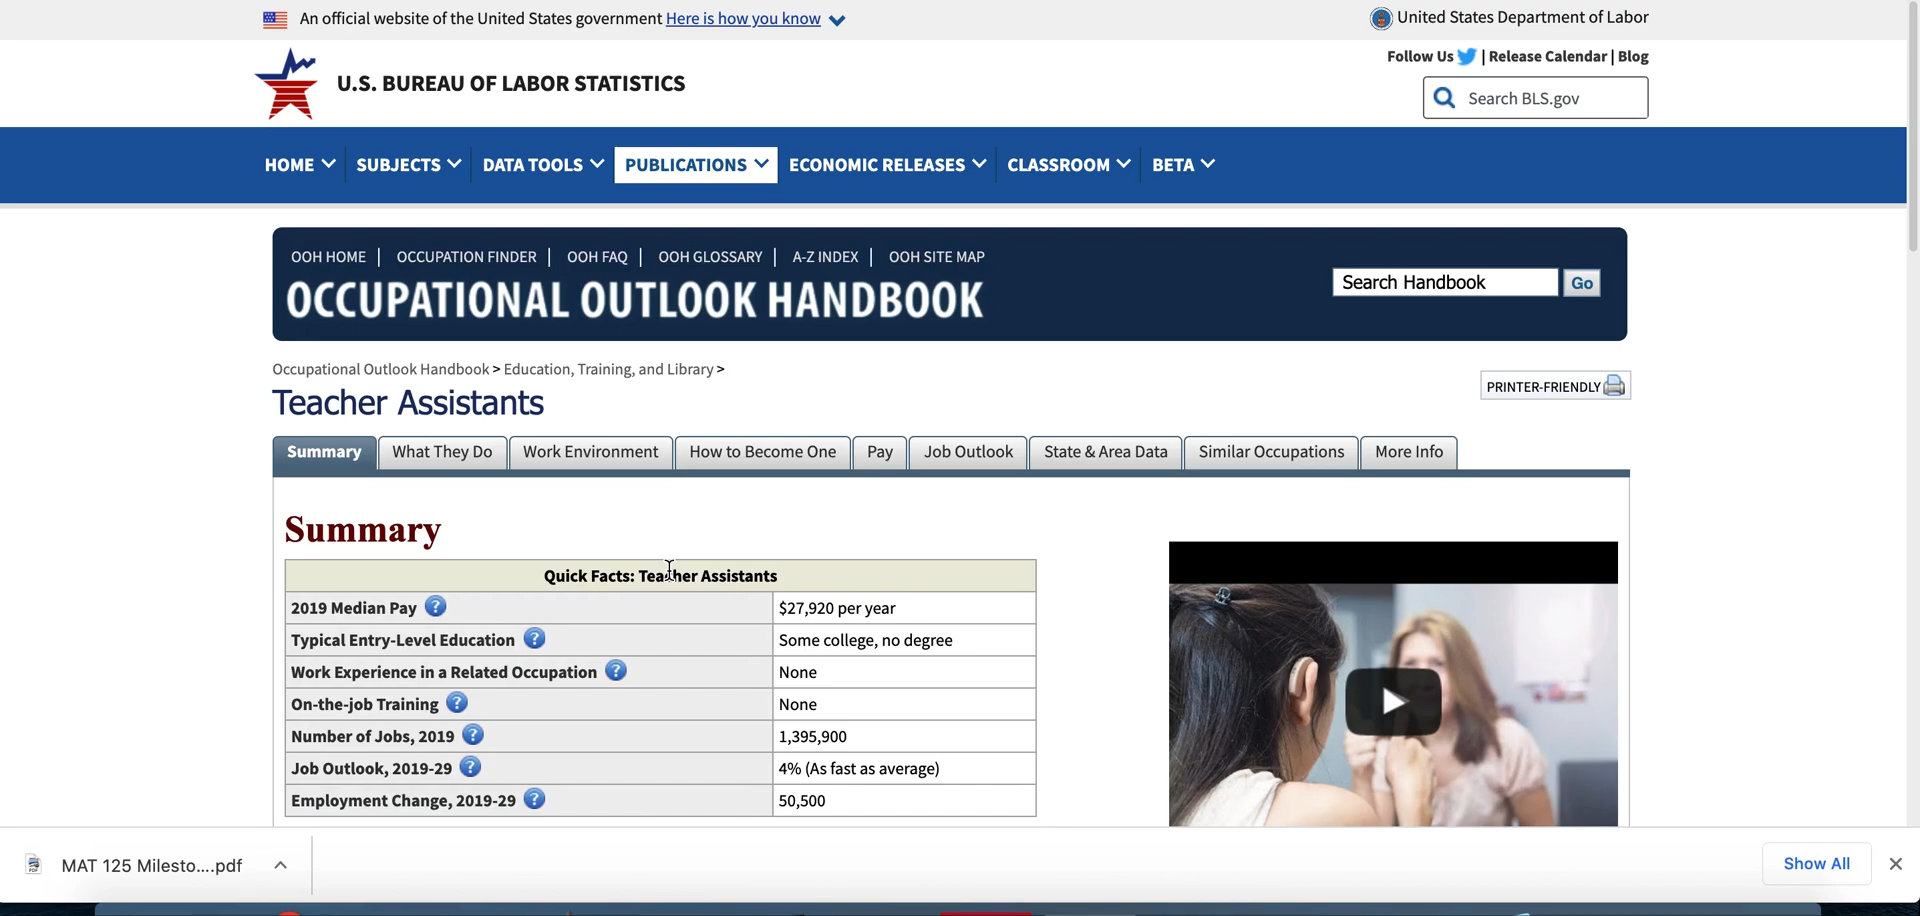 An official website of the United States government Here is how you know
United States Department of Labor
Follow Us | Release Calendar | Blog
U.S. BUREAU OF LABOR STATISTICS
Search BLS.gov
HOME SUBJECTS DATA TOOLS PUBLICATIONS ECONOMIC RELEASES CLASSROOM BETA
OOH HOME | OCCUPATION FINDER | OOH FAQ | OOH GLOSSARY | A-Z INDEX | OOH SITE MAP
OCCUPATIONAL OUTLOOK HANDBOOK
Search Handbook Go
Occupational Outlook Handbook > Education, Training, and Library >
PRINTER-FRIENDLY
Teacher Assistants
Summary What They Do Work Environment How to Become One Pay Job Outlook State & Area Data Similar Occupations More Info
Summary
Quick Facts: Teacher Assistants
2019 Median Pay ? $27,920 per year
Typical Entry-Level Education ? Some college, no degree
Work Experience in a Related Occupation ? None
On-the-job Training ? None
Number of Jobs, 2019 ? 1,395,900
Job Outlook, 2019-29 ? 4% (As fast as average)
Employment Change, 2019-29 ? 50,500
MAT 125 Milesto....pdf
Show All